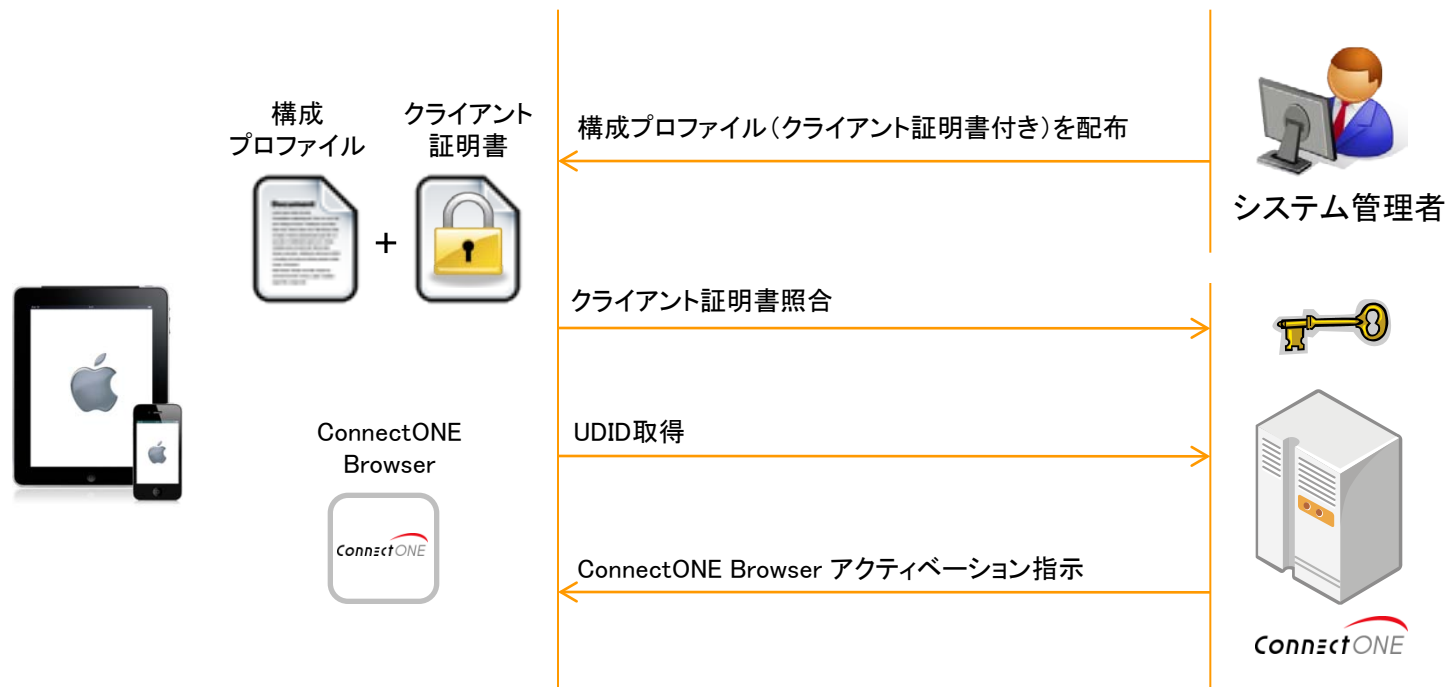 構成
プロファイル
クライアント
証明書
+
構成プロファイル(クライアント証明書付き)を配布
システム管理者
Document
クライアント証明書照合
ConnectONE
Browser
UDID取得
ConnectONE
ConnectONE Browser アクティベーション指示
ConnectONE